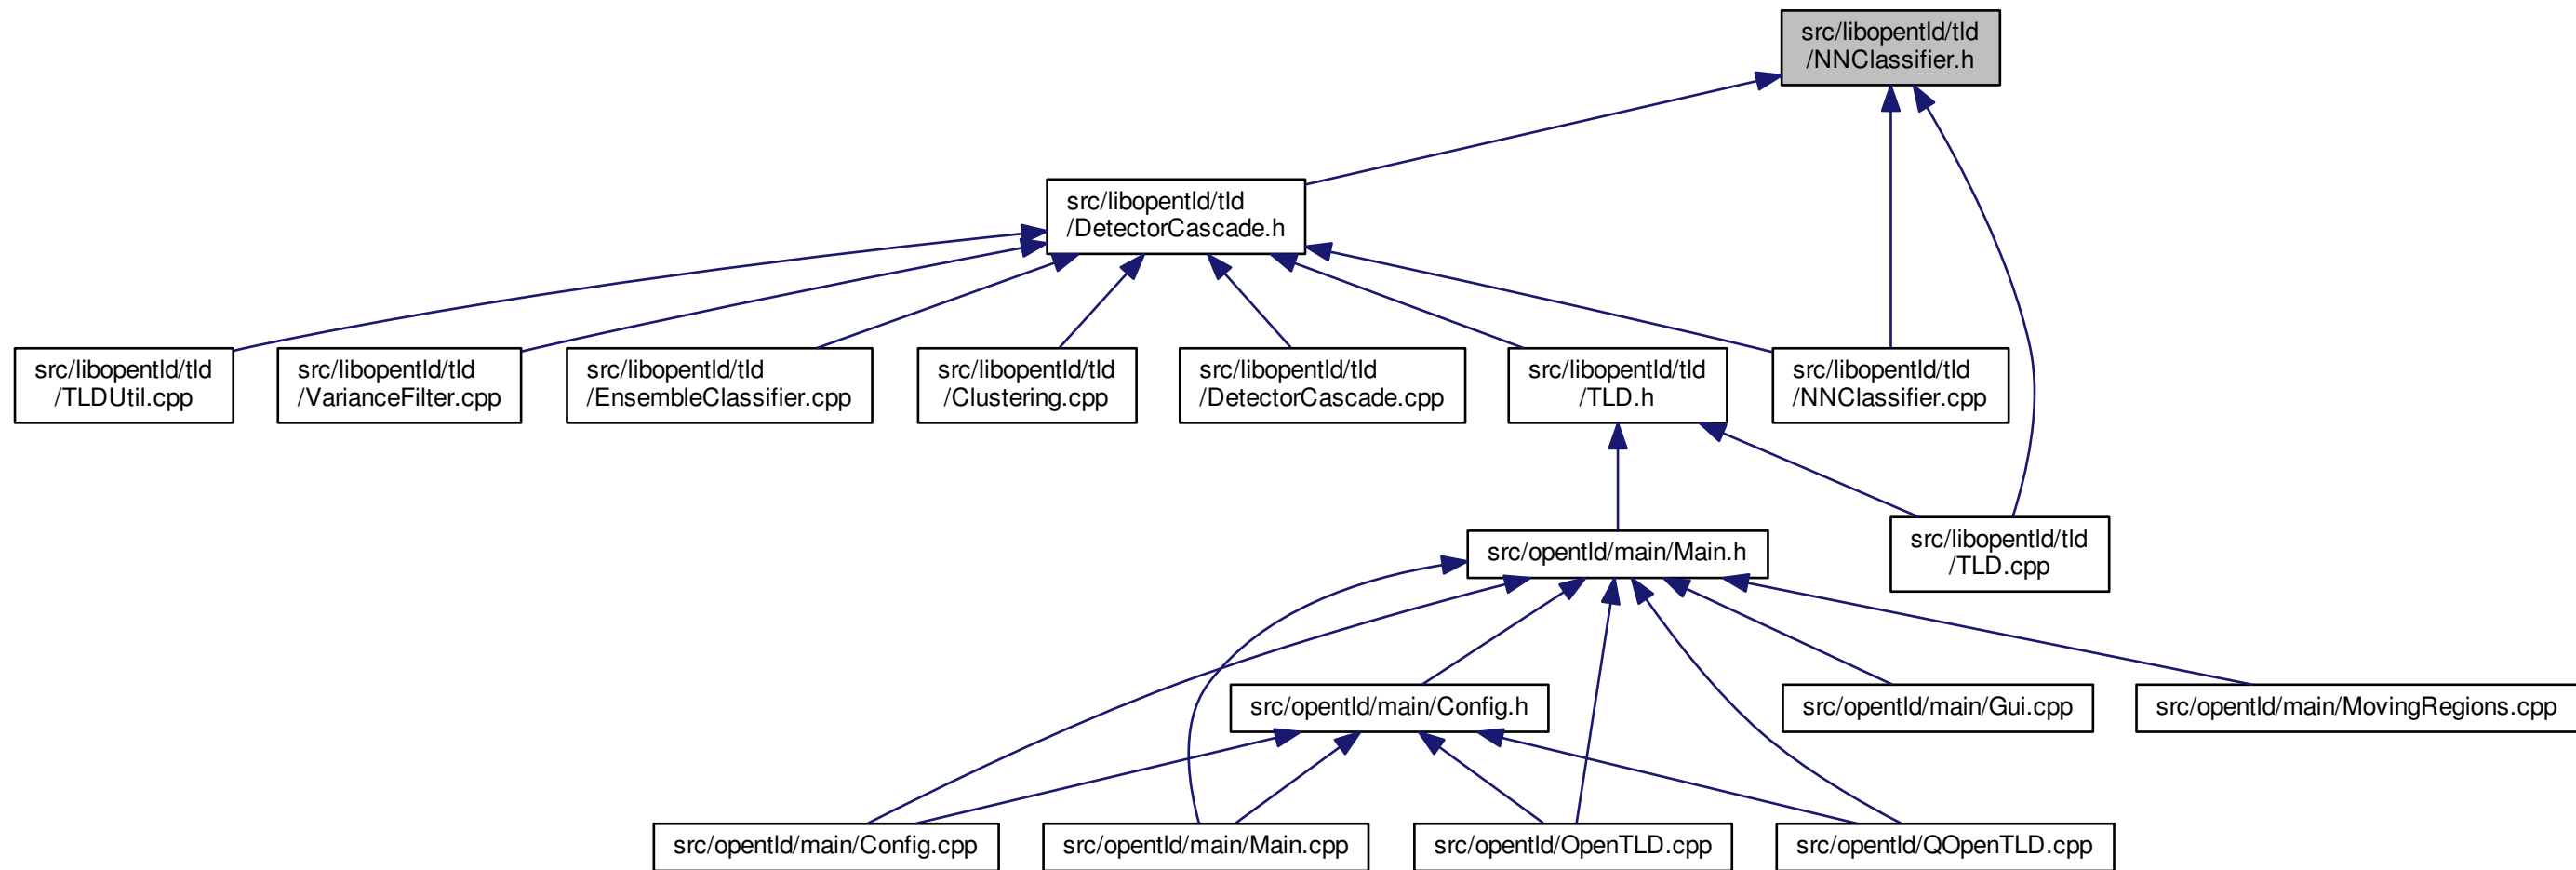 src/libopentld/tld
/NNClassifier.h
src/libopentld/tld
/DetectorCascade.h
src/libopentld/tld
/TLDUtil.cpp
src/libopentld/tld
/VarianceFilter.cpp
src/libopentld/tld
/EnsembleClassifier.cpp
src/libopentld/tld
/Clustering.cpp
src/libopentld/tld
/DetectorCascade.cpp
src/libopentld/tld
/TLD.h
src/libopentld/tld
/NNClassifier.cpp
src/opentld/main/Main.h
src/libopentld/tld
/TLD.cpp
src/opentld/main/Config.h
src/opentld/main/Gui.cpp
src/opentld/main/MovingRegions.cpp
src/opentld/main/Config.cpp
src/opentld/main/Main.cpp
src/opentld/OpenTLD.cpp
src/opentld/QOpenTLD.cpp